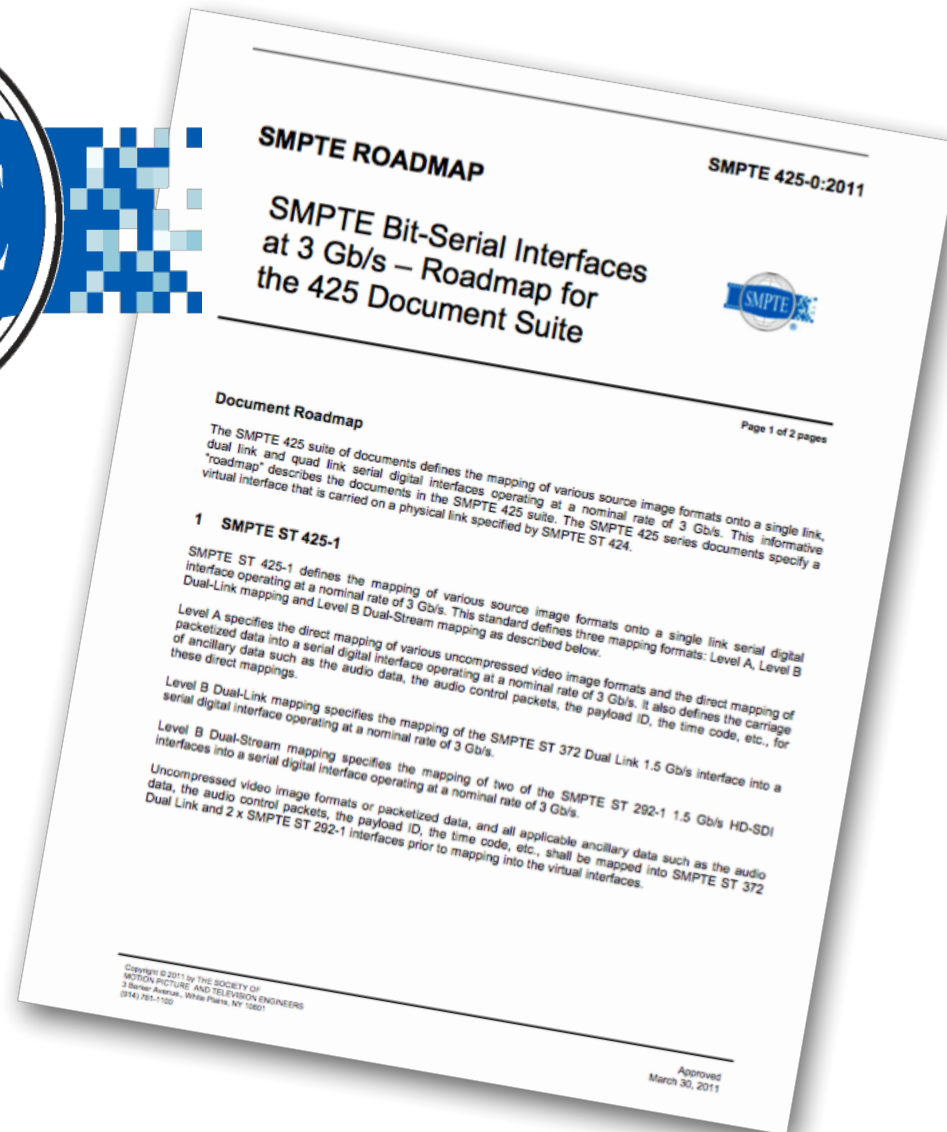 SMPTE ROADMAP
SMPTE 425-0:2011
SMPTE Bit-Serial Interfaces
at 3 Gb/s – Roadmap for
the 425 Document Suite
SMPTE
Page 1 of 2 pages
Document Roadmap
The SMPTE 425 suite of documents defines the mapping of various source image formats onto a single link,
dual link and quad link serial digital interfaces operating at a nominal rate of 3 Gb/s. This informative
"roadmap" describes the documents in the SMPTE 425 suite. The SMPTE 425 series documents specify a
virtual interface that is carried on a physical link specified by SMPTE ST 424.
1 SMPTE ST 425-1
SMPTE ST 425-1 defines the mapping of various source image formats onto a single link serial digital
interface operating at a nominal rate of 3 Gb/s. This standard defines three mapping formats: Level A, Level B
Dual-Link mapping and Level B Dual-Stream mapping as described below.
Level A specifies the direct mapping of various uncompressed video image formats and the direct mapping of
packetized data into a serial digital interface operating at a nominal rate of 3 Gb/s. It also defines the carriage
of ancillary data such as the audio data, the audio control packets, the payload ID, the time code, etc., for
these direct mappings.
Level B Dual-Link mapping specifies the mapping of the SMPTE ST 372 Dual Link 1.5 Gb/s interface into a
serial digital interface operating at a nominal rate of 3 Gb/s.
Level B Dual-Stream mapping specifies the mapping of two of the SMPTE ST 292-1 1.5 Gb/s HD-SDI
interfaces into a serial digital interface operating at a nominal rate of 3 Gb/s.
Uncompressed video image formats or packetized data, and all applicable ancillary data such as the audio
data, the audio control packets, the payload ID, the time code, etc., shall be mapped into SMPTE ST 372
Dual Link and 2 x SMPTE ST 292-1 interfaces prior to mapping into the virtual interfaces.
Copyright © 2011 by THE SOCIETY OF
MOTION PICTURE AND TELEVISION ENGINEERS
3 Barker Avenue., White Plains, NY 10601
(914) 761-1100
Approved
March 30, 2011